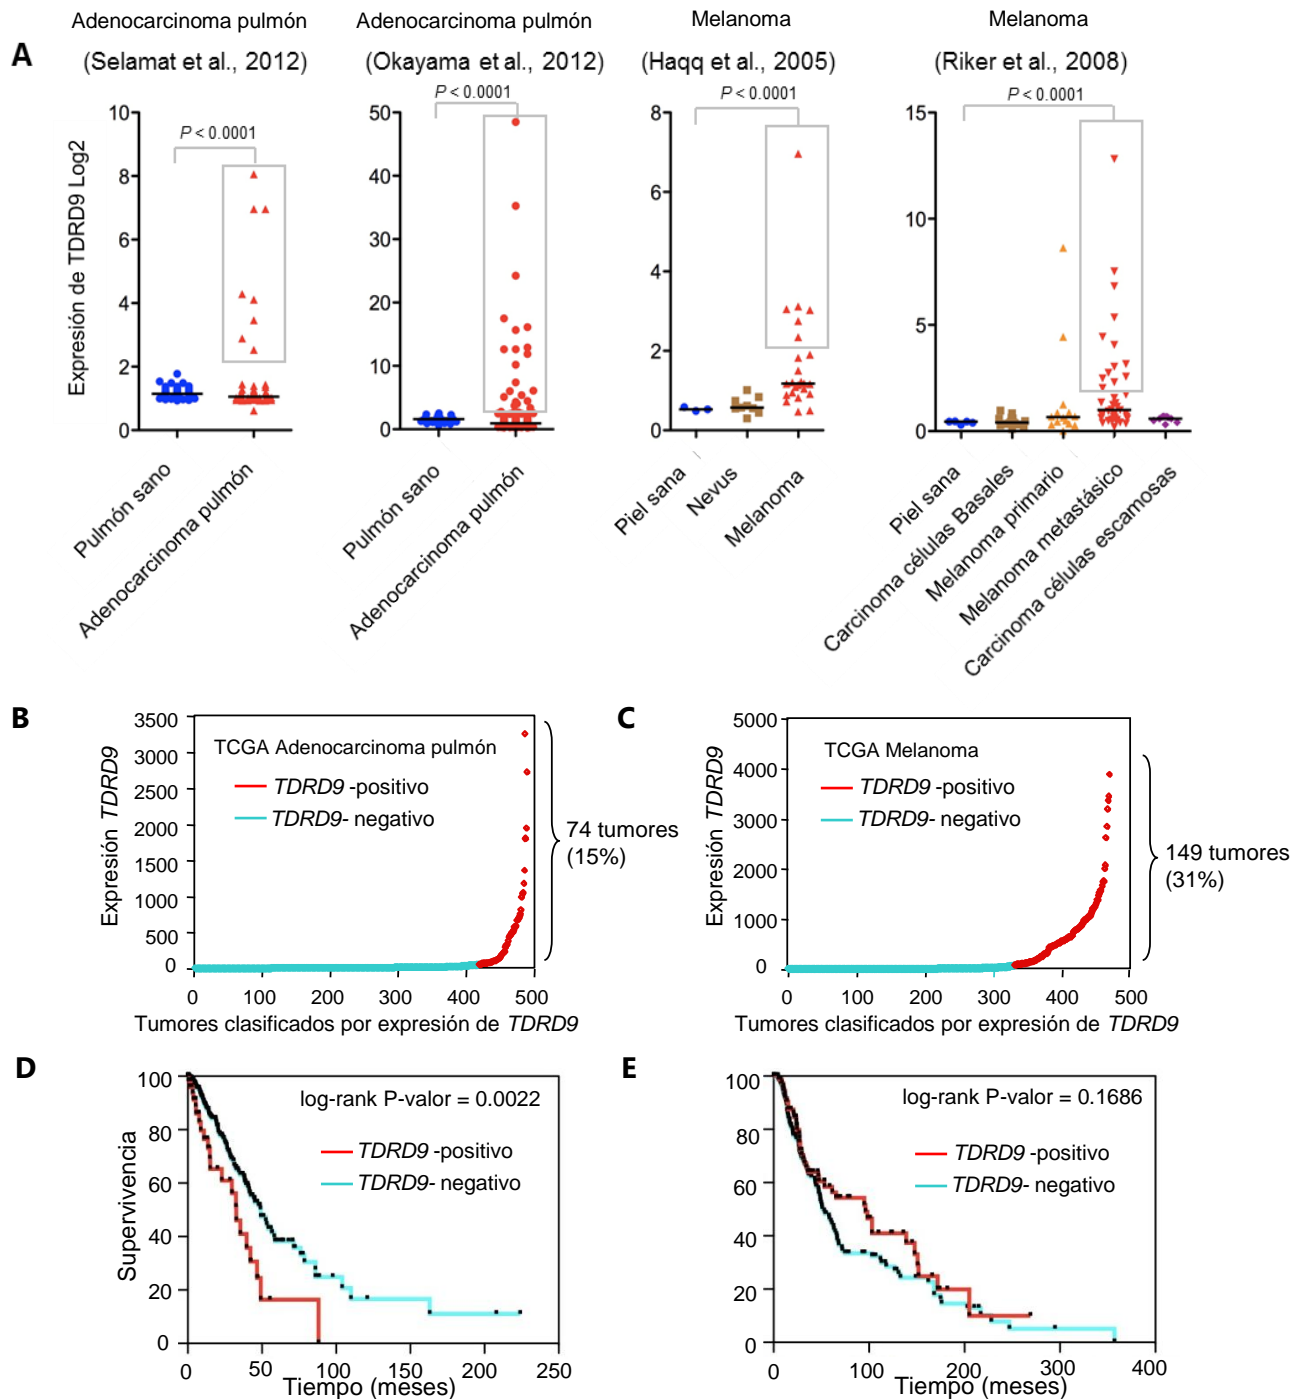 Adenocarcinoma pulmón
Adenocarcinoma pulmón
Melanoma
Melanoma
A
(Selamat et al., 2012)
(Okayama et al., 2012)
(Haqq et al., 2005)
(Riker et al., 2008)
P < 0.0001
P < 0.0001
P < 0.0001
P < 0.0001
Expresión de TDRD9 Log2
10
8
6
4
2
0
50
40
30
20
10
0
8
6
4
2
0
15
10
5
0
Pulmón sano
Adenocarcinoma pulmón
Pulmón sano
Adenocarcinoma pulmón
Piel sana
Nevus
Melanoma
Piel sana
Carcinoma células Basales
Melanoma primario
Melanoma metastásico
Carcinoma células escamosas
B
Expresión TDRD9
3500
3000
2500
2000
1500
1000
500
0
TCGA Adenocarcinoma pulmón
TDRD9 -positivo
TDRD9- negativo
74 tumores
(15%)
0 100 200 300 400 500
Tumores clasificados por expresión de TDRD9
C
Expresión TDRD9
5000
4000
3000
2000
1000
0
TCGA Melanoma
TDRD9 -positivo
TDRD9- negativo
149 tumores
(31%)
0 100 200 300 400 500
Tumores clasificados por expresión de TDRD9
D
Supervivencia
100
80
60
40
20
0
log-rank P-valor = 0.0022
TDRD9 -positivo
TDRD9- negativo
0 50 100 150 200 250
Tiempo (meses)
E
100
80
60
40
20
0
log-rank P-valor = 0.1686
TDRD9 -positivo
TDRD9- negativo
0 100 200 300 400
Tiempo (meses)